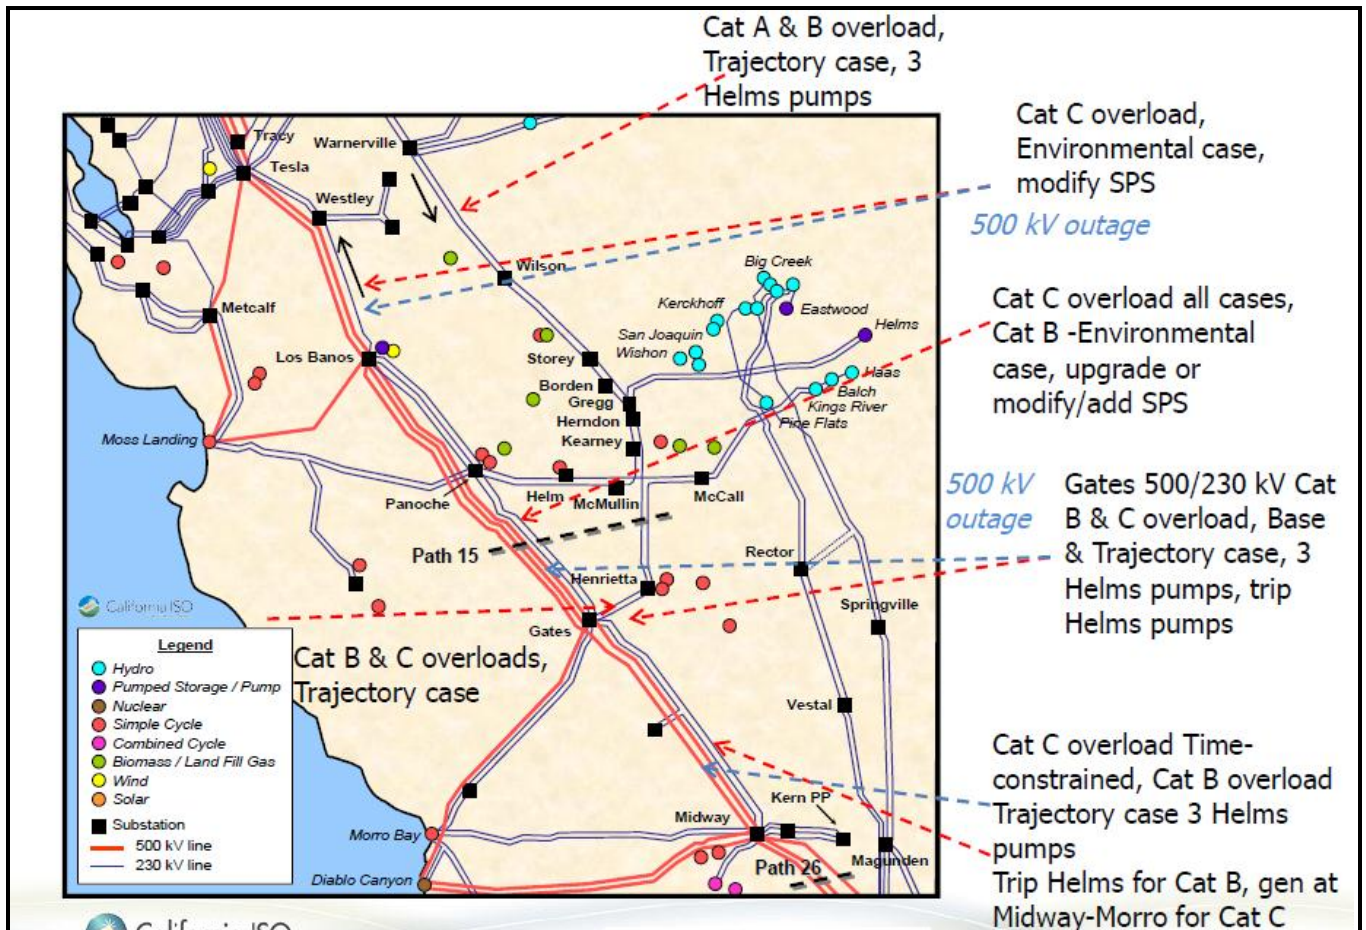 Cat A & B overload,
Trajectory case, 3
Helms pumps
Cat C overload,
Environmental case,
modify SPS
500 kV outage
Cat C overload all cases,
Cat B -Environmental
case, upgrade or
modify/add SPS
500 kV
outage
Gates 500/230 kV Cat
B & C overload, Base
& Trajectory case, 3
Helms pumps, trip
Helms pumps
Cat C overload Time-
constrained, Cat B overload
Trajectory case 3 Helms
pumps
Trip Helms for Cat B, gen at
Midway-Morro for Cat C
Cat B & C overloads,
Trajectory case
Tracy
Tesla
Warnerville
Westley
Wilson
Metcalf
Los Banos
Moss Landing
Big Creek
Kerckhoff
Eastwood
San Joaquin
Helms
Wishon
Storey
Borden
Gregg
Herndon
Kearney
Haas
Balch
Kings River
Pine Flats
Panoche
Helm
McMullin
McCall
Path 15
Henrietta
Rector
Springville
Gates
Vestal
Kern PP
Midway
Morro Bay
Path 26
Magunden
Diablo Canyon
California ISO
Legend
Hydro
Pumped Storage / Pump
Nuclear
Simple Cycle
Combined Cycle
Biomass / Land Fill Gas
Wind
Solar
Substation
500 kV line
230 kV line
California ISO